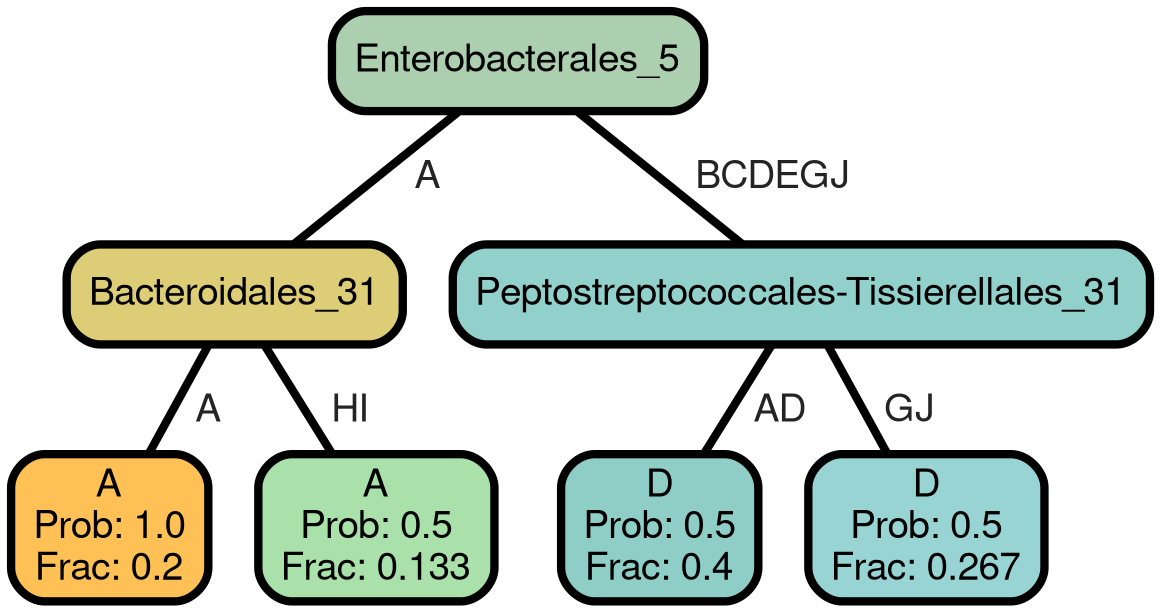 Enterobacterales_5
A
BCDEGJ
Bacteroidales_31
Peptostreptococcales-Tissierellales_31
A
HI
AD
GJ
A
Prob: 1.0
Frac: 0.2
A
Prob: 0.5
Frac: 0.133
D
Prob: 0.5
Frac: 0.4
D
Prob: 0.5
Frac: 0.267